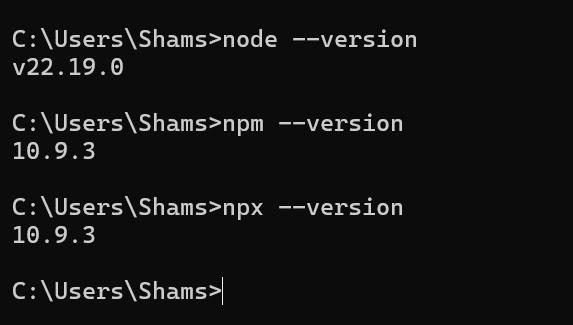 C:\Users\Shams>node --version
v22.19.0
C:\Users\Shams>npm --version
10.9.3
C:\Users\Shams>npx --version
10.9.3
C:\Users\Shams>